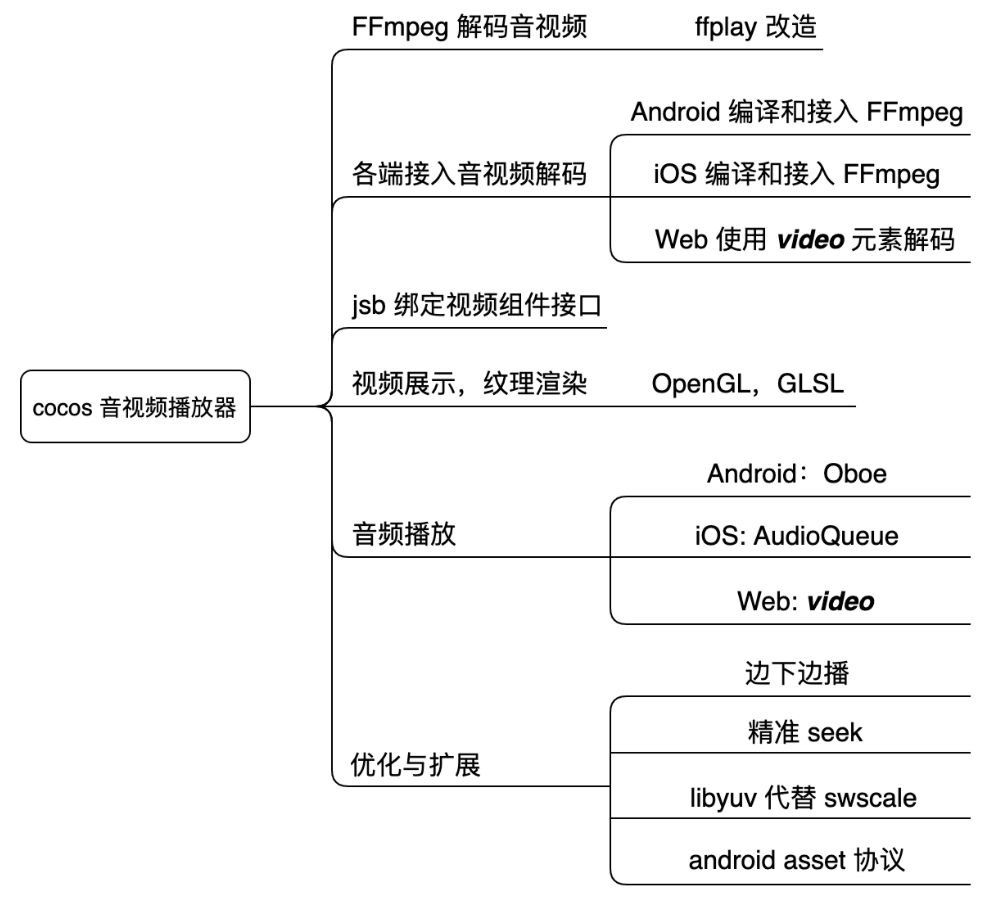 FFmpeg 解码音视频
ffplay 改造
Android 编译和接入 FFmpeg
各端接入音视频解码
iOS 编译和接入 FFmpeg
Web 使用 video 元素解码
jsb 绑定视频组件接口
视频展示，纹理渲染
OpenGL，GLSL
cocos 音视频播放器
Android：Oboe
音频播放
iOS: AudioQueue
Web: video
边下边播
精准 seek
优化与扩展
libyuv 代替 swscale
android asset 协议